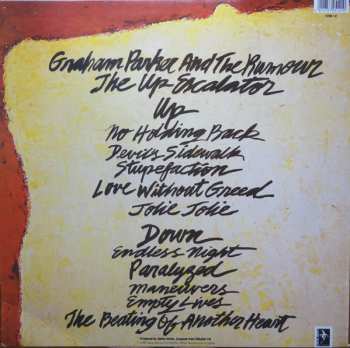 Graham Parker And The Rumour
The Up Escalator
Up
No Holding Back
Devil's Sidewalk
Stupefaction
Love Without Greed
Jolie Jolie
Down
Endless Night
Paralyzed
Maneuvers
Empty Lives
The Beating Of Another Heart